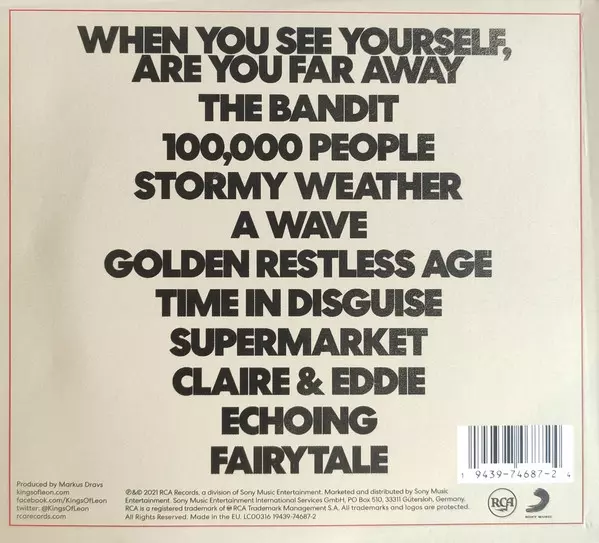 WHEN YOU SEE YOURSELF,
ARE YOU FAR AWAY
THE BANDIT
100,000 PEOPLE
STORMY WEATHER
A WAVE
GOLDEN RESTLESS AGE
TIME IN DISGUISE
SUPERMARKET
CLAIRE & EDDIE
ECHOING
FAIRYTALE
Produced by Markus Dravs
kingsofleon.com
facebook.com/KingsOfLeon
twitter: @KingsOfLeon
rcarecords.com
℗&© 2021 RCA Records, a division of Sony Music Entertainment. Marketed and distributed by Sony Music
Entertainment. Sony Music Entertainment International Services GmbH, PO Box 510, 33311 Gütersloh, Germany.
RCA is a registered trademark of ® RCA Trademark Management S.A. All trademarks and logos are protected.
All Rights Reserved. Made in the EU. LC00316 19439-74687-2
1 9439-74687-2 4
RCA
SONY MUSIC